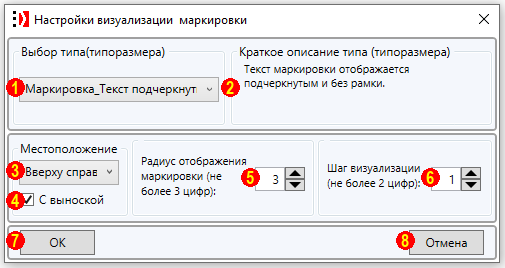 Настройки визуализации маркировки
Выбор типа(типоразмера)
Краткое описание типа (типоразмера)
1
Маркировка_Текст подчеркнуты
2
Текст маркировки отображается
подчеркнутым и без рамки.
Местоположение
3
Вверху справ
4
С выноской
Радиус отображения
маркировки (не
более 3 цифр):
5
3
Шаг визуализации
(не более 2 цифр):
6
1
7
OK
8
Отмена